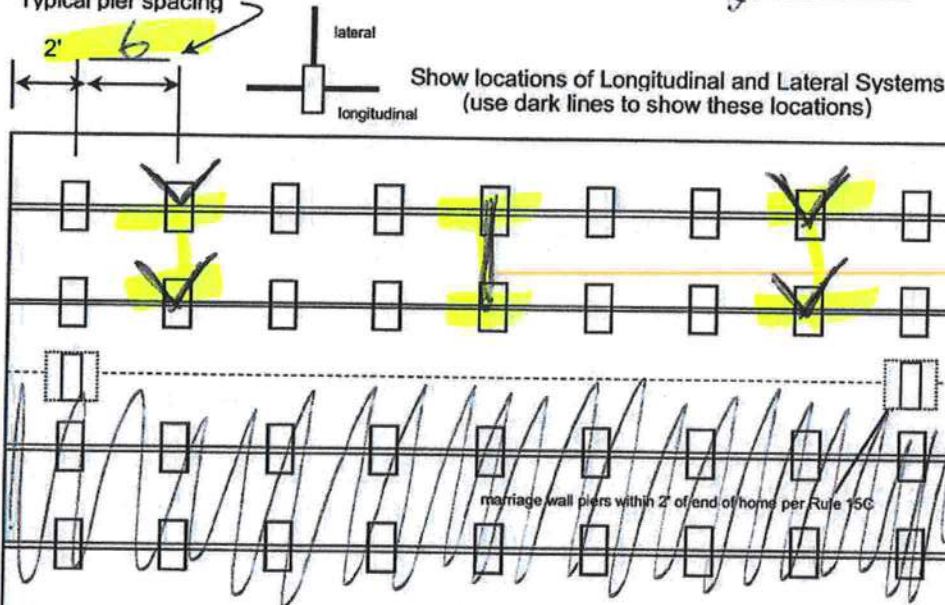 Typical pier spacing
2' 6
lateral
longitudinal
Show locations of Longitudinal and Lateral Systems
(use dark lines to show these locations)
marriage wall piers within 2' of end of home per Rule 15C